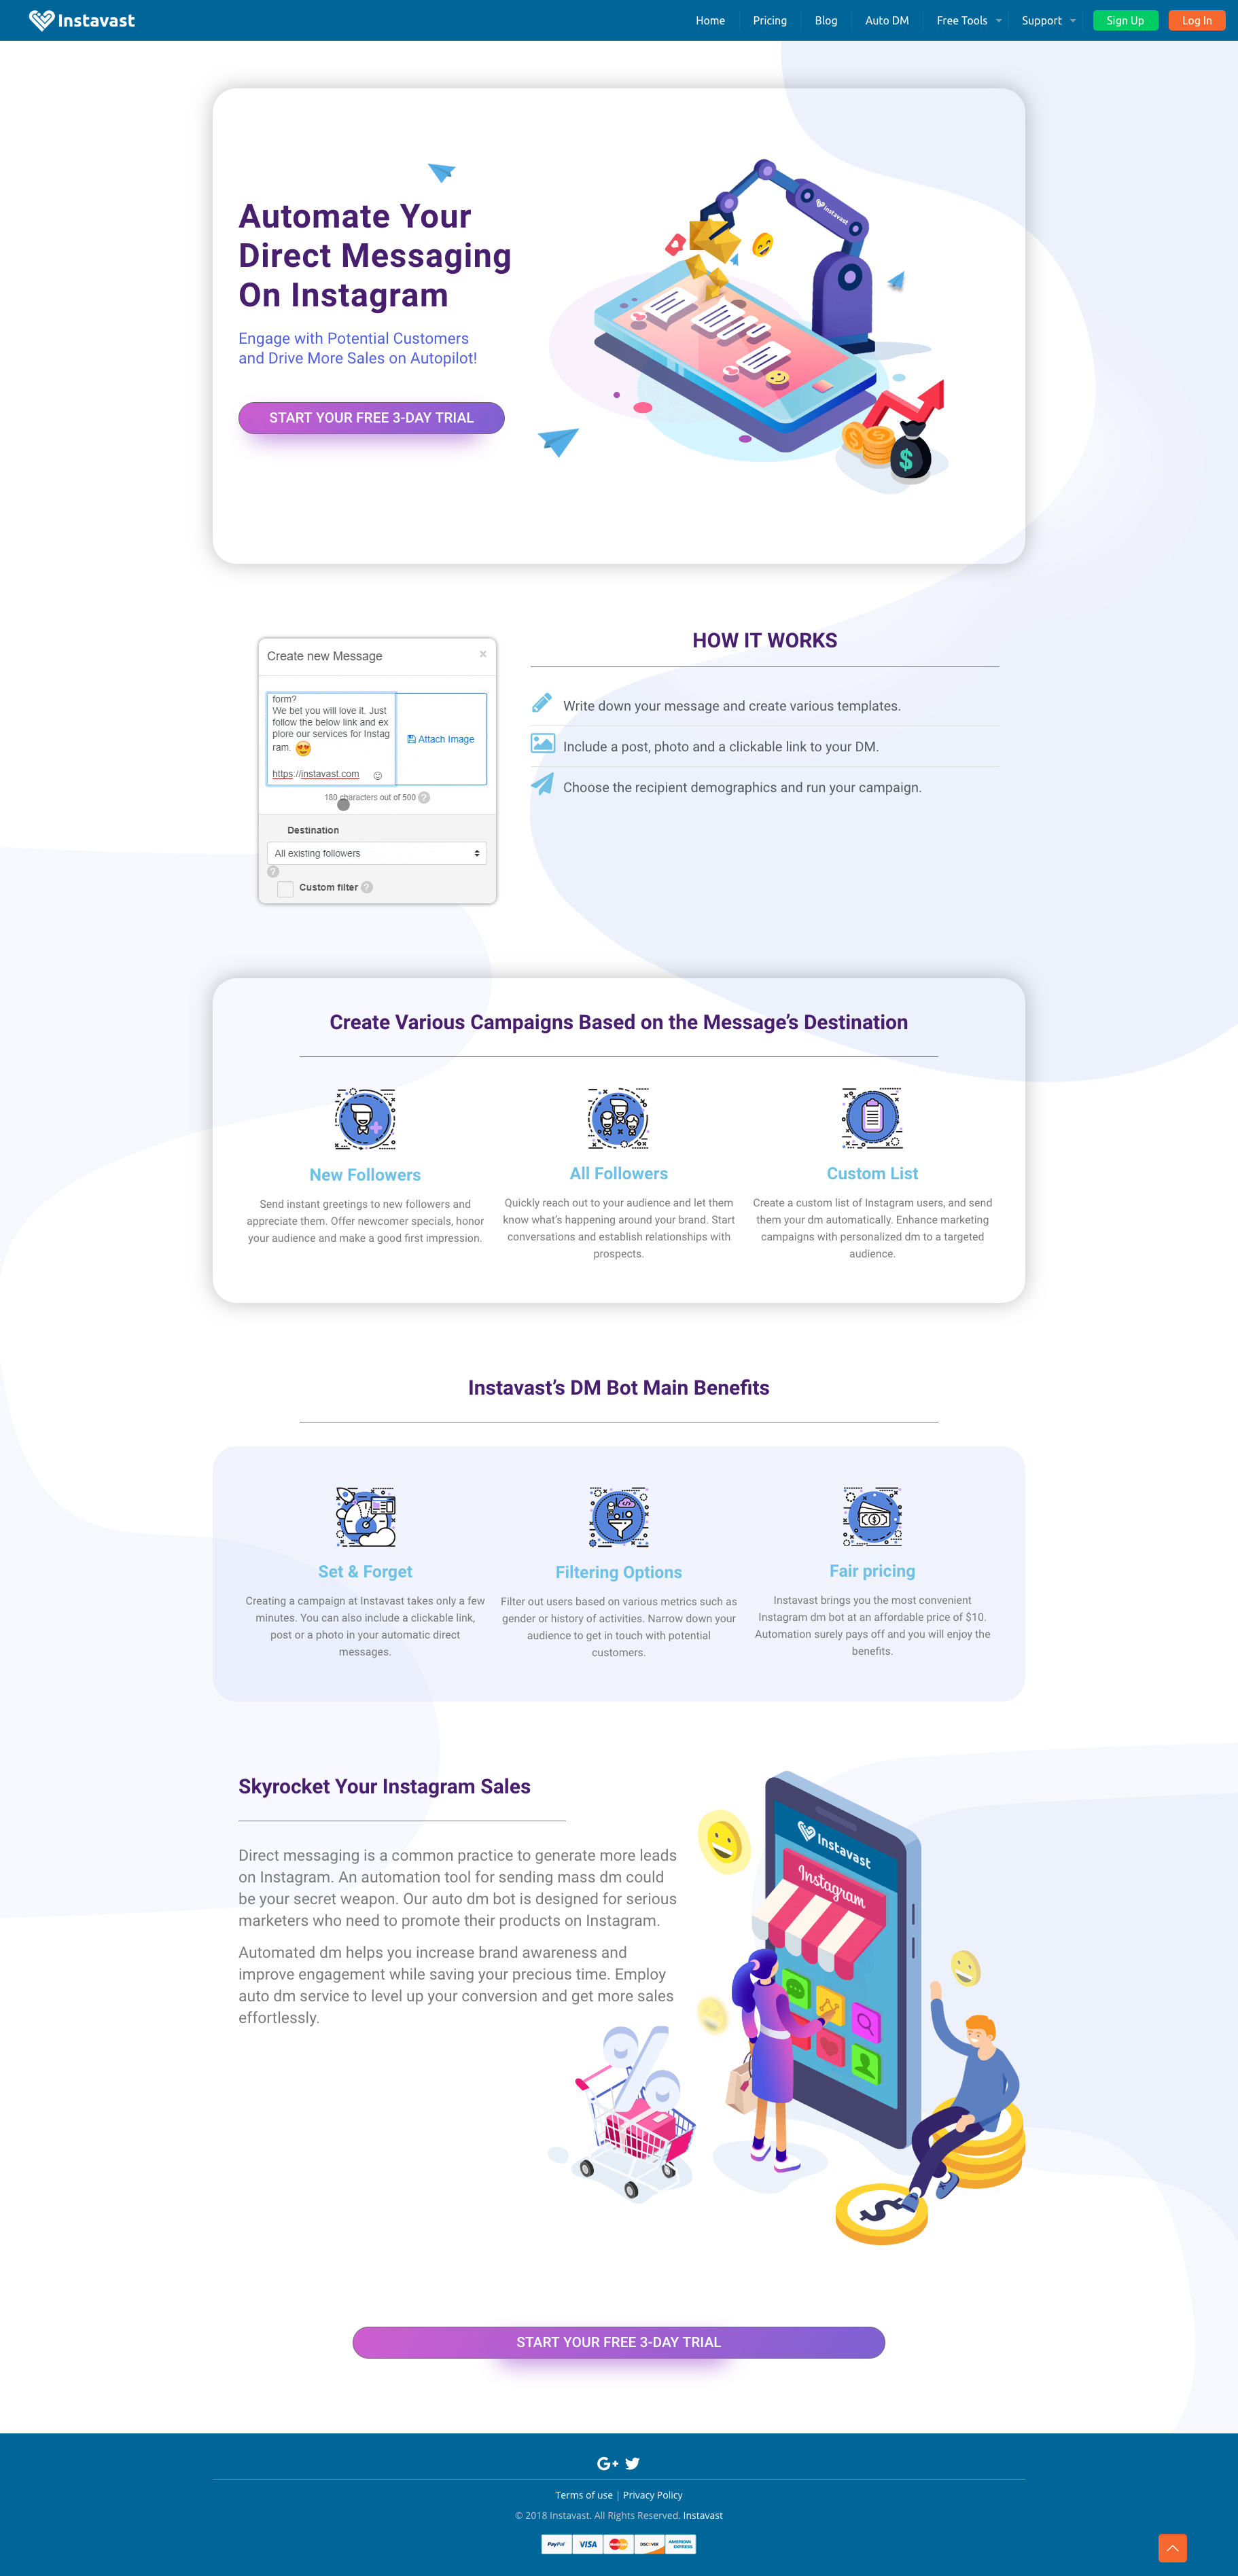 Instavast
Home
Pricing
Blog
Auto DM
Free Tools
Support
Sign Up
Log In
Automate Your
Direct Messaging
On Instagram
Engage with Potential Customers
and Drive More Sales on Autopilot!
START YOUR FREE 3-DAY TRIAL
Instavast
$
Create new Message
×
form?
We bet you will love it. Just
follow the below link and ex
plore our services for Instag
ram.
https://instavast.com
Attach Image
180 characters out of 500 ?
Destination
All existing followers
?
Custom filter ?
HOW IT WORKS
Write down your message and create various templates.
Include a post, photo and a clickable link to your DM.
Choose the recipient demographics and run your campaign.
Create Various Campaigns Based on the Message’s Destination
New Followers
Send instant greetings to new followers and
appreciate them. Offer newcomer specials, honor
your audience and make a good first impression.
All Followers
Quickly reach out to your audience and let them
know what’s happening around your brand. Start
conversations and establish relationships with
prospects.
Custom List
Create a custom list of Instagram users, and send
them your dm automatically. Enhance marketing
campaigns with personalized dm to a targeted
audience.
Instavast’s DM Bot Main Benefits
Set & Forget
Creating a campaign at Instavast takes only a few
minutes. You can also include a clickable link,
post or a photo in your automatic direct
messages.
Filtering Options
Filter out users based on various metrics such as
gender or history of activities. Narrow down your
audience to get in touch with potential
customers.
Fair pricing
Instavast brings you the most convenient
Instagram dm bot at an affordable price of $10.
Automation surely pays off and you will enjoy the
benefits.
Skyrocket Your Instagram Sales
Direct messaging is a common practice to generate more leads
on Instagram. An automation tool for sending mass dm could
be your secret weapon. Our auto dm bot is designed for serious
marketers who need to promote their products on Instagram.
Automated dm helps you increase brand awareness and
improve engagement while saving your precious time. Employ
auto dm service to level up your conversion and get more sales
effortlessly.
Instavast
Instagram
%
$
START YOUR FREE 3-DAY TRIAL
G+
Terms of use | Privacy Policy
© 2018 Instavast. All Rights Reserved. Instavast
PayPal
VISA
MasterCard
DISCOVER
AMERICAN
EXPRESS